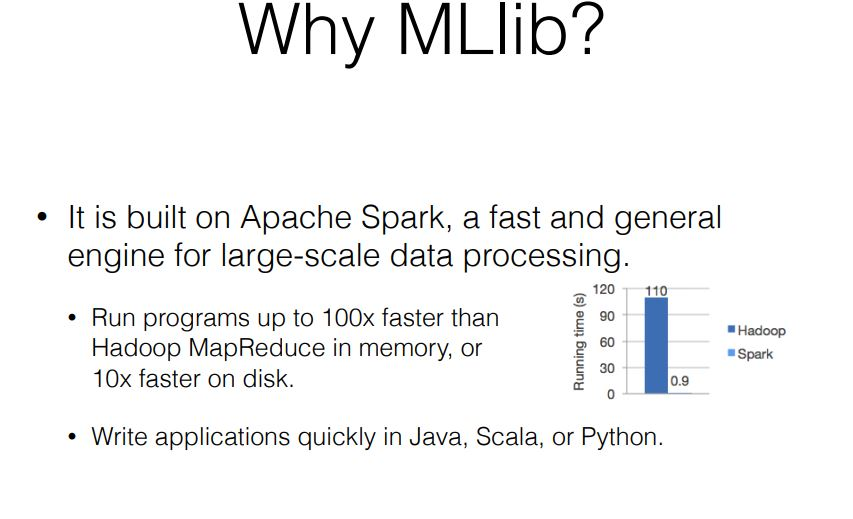 Why MLlib?
• It is built on Apache Spark, a fast and general
engine for large-scale data processing.
• Run programs up to 100x faster than
Hadoop MapReduce in memory, or
10x faster on disk.
Running time (s)
120
90
60
30
0
110
0.9
Hadoop
Spark
• Write applications quickly in Java, Scala, or Python.